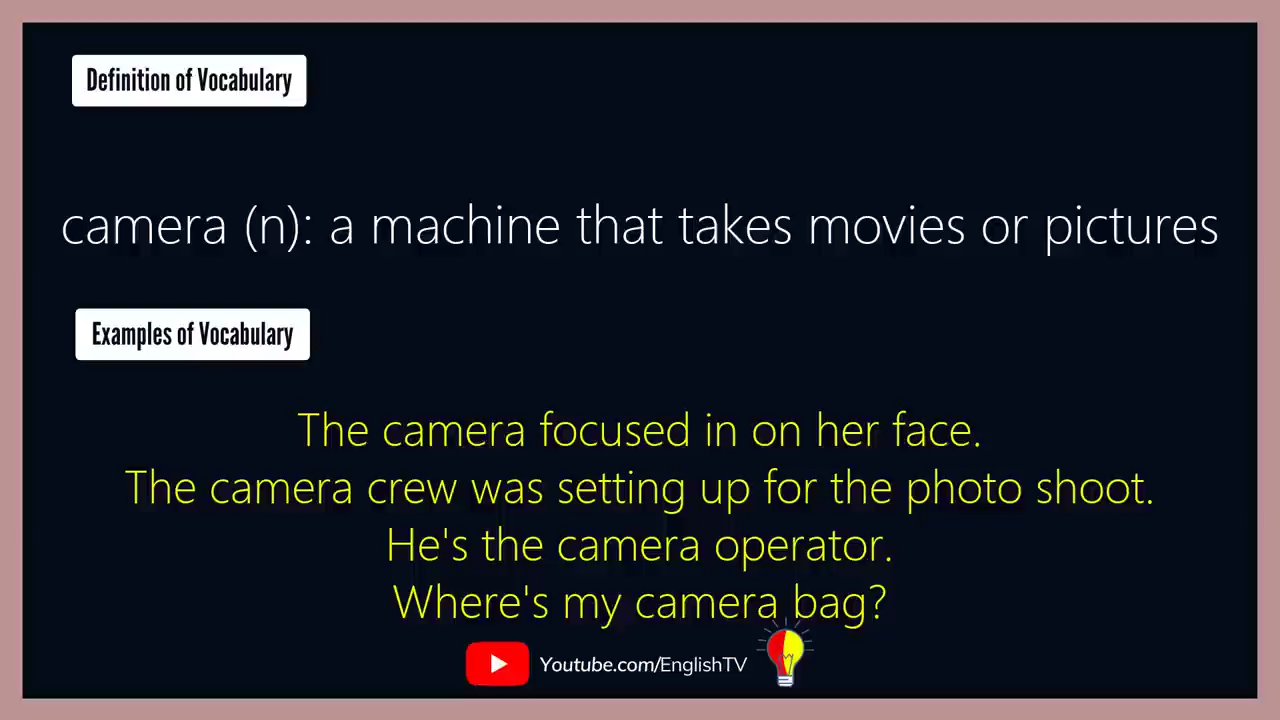 Definition of Vocabulary
camera (n): a machine that takes movies or pictures
Examples of Vocabulary
The camera focused in on her face.
The camera crew was setting up for the photo shoot.
He's the camera operator.
Where's my camera bag?
Youtube.com/EnglishTV